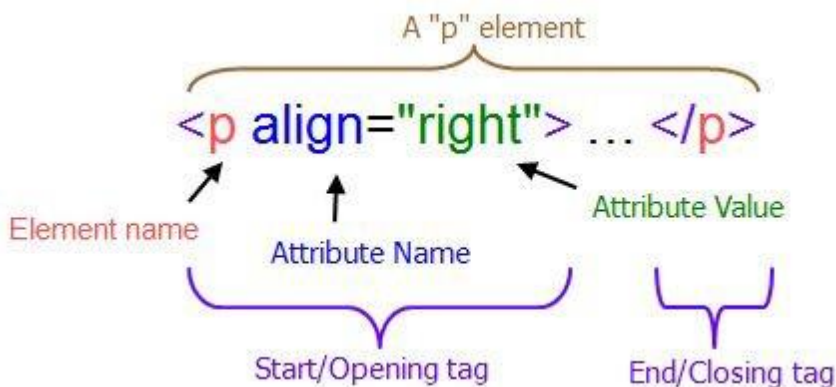 A "p" element
<p align="right"> ... </p>
Element name
Attribute Name
Attribute Value
Start/Opening tag
End/Closing tag